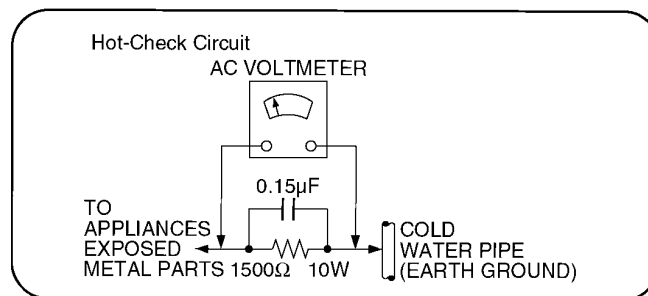 Hot-Check Circuit
AC VOLTMETER
0.15µF
TO
APPLIANCES
EXPOSED
METAL PARTS
1500Ω 10W
COLD
WATER PIPE
(EARTH GROUND)